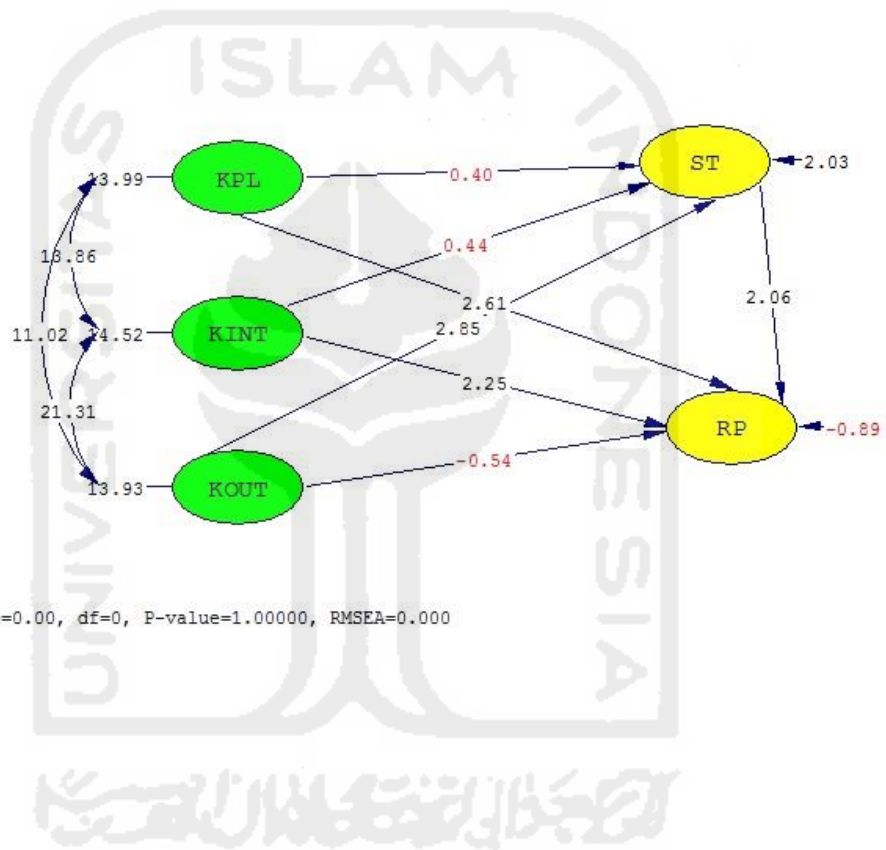 ISLAM
UNIVERSITAS
INDONESIA
KPL
KINT
KOUT
ST
RP
13.99
13.86
11.02
14.52
21.31
13.93
0.40
0.44
2.61
2.85
2.25
-0.54
2.03
2.06
-0.89
=0.00, df=0, P-value=1.00000, RMSEA=0.000